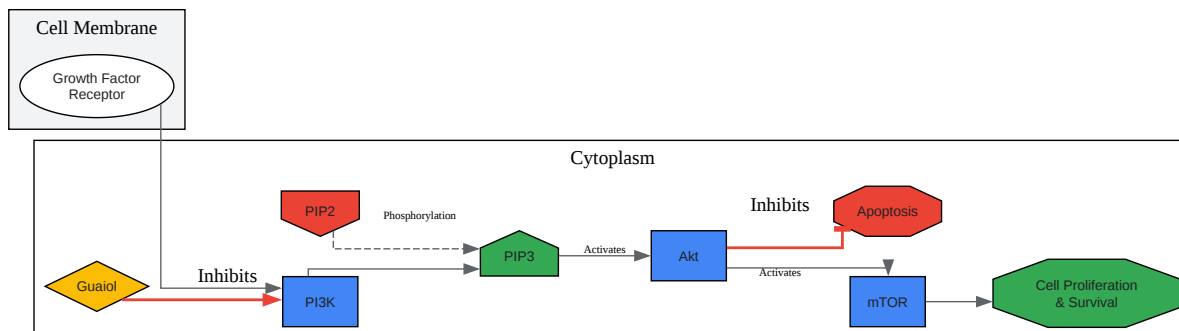 Cell Membrane
Growth Factor
Receptor
Cytoplasm
PIP2
Phosphorylation
Inhibits
Apoptosis
PIP3
Activates
Akt
Guaiol
Inhibits
PI3K
Activates
mTOR
Cell Proliferation
& Survival